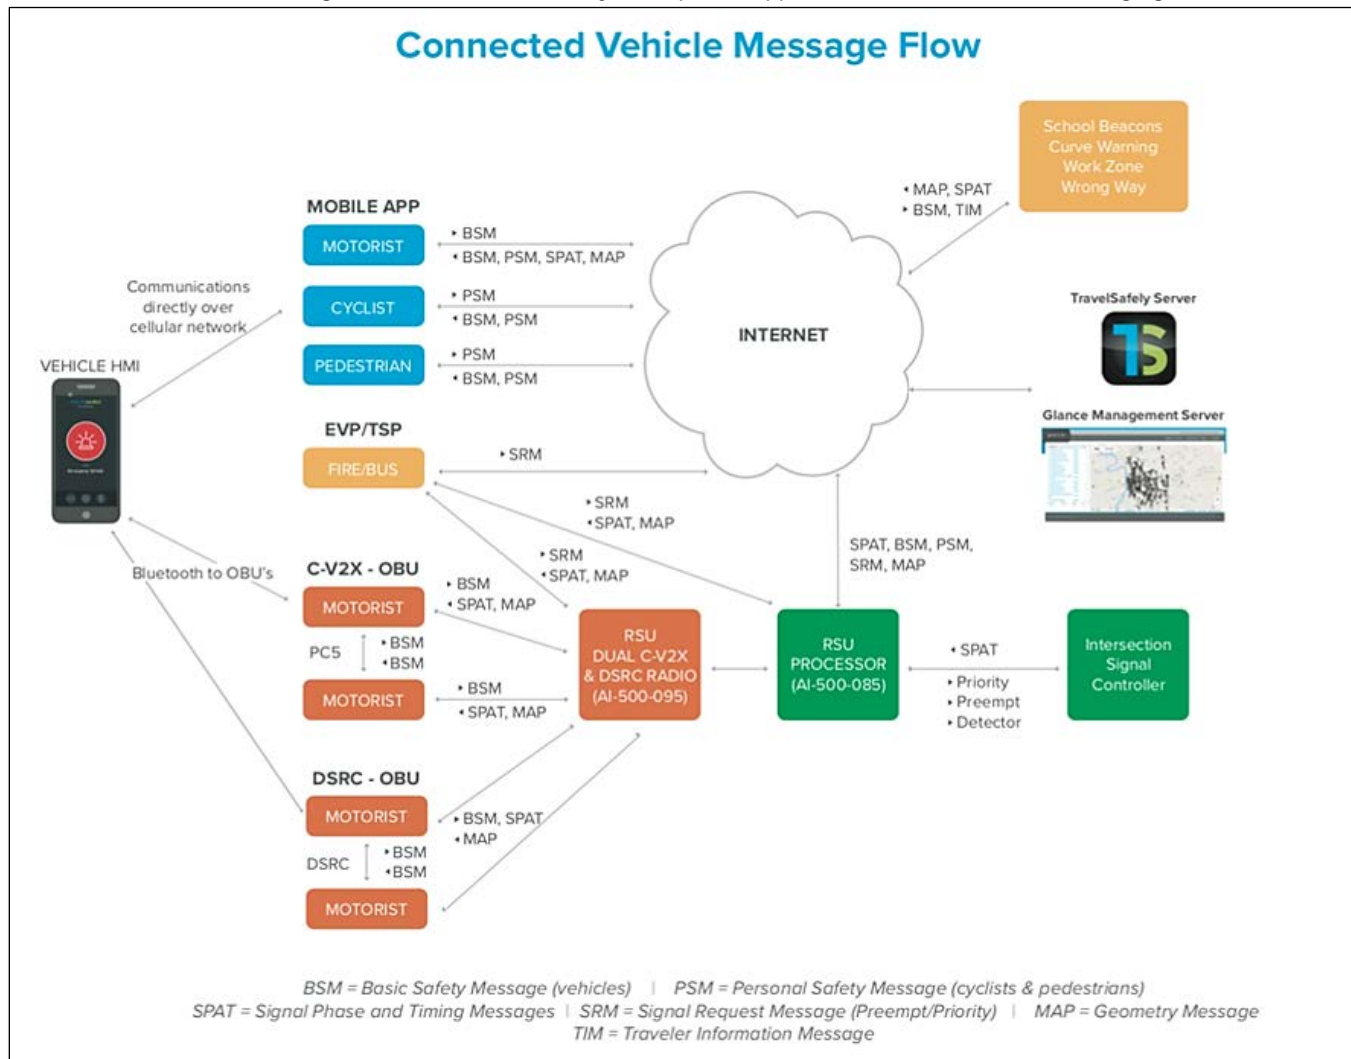 Connected Vehicle Message Flow
School Beacons
Curve Warning
Work Zone
Wrong Way
◂ MAP, SPAT
▸ BSM, TIM
MOBILE APP
MOTORIST
▸ BSM
◂ BSM, PSM, SPAT, MAP
Communications
directly over
cellular network
CYCLIST
▸ PSM
◂ BSM, PSM
INTERNET
TravelSafely Server
TS
PEDESTRIAN
▸ PSM
◂ BSM, PSM
VEHICLE HMI
Glance Management Server
EVP/TSP
FIRE/BUS
▸ SRM
▸ SRM
◂ SPAT, MAP
▸ SRM
◂ SPAT, MAP
SPAT, BSM, PSM,
SRM, MAP
Bluetooth to OBU's
C-V2X - OBU
MOTORIST
▸ BSM
◂ SPAT, MAP
PC5
▸ BSM
◂ BSM
MOTORIST
▸ BSM
◂ SPAT, MAP
RSU
DUAL C-V2X
& DSRC RADIO
(AI-500-095)
RSU
PROCESSOR
(AI-500-085)
◂ SPAT
▸ Priority
▸ Preempt
▸ Detector
Intersection
Signal
Controller
DSRC - OBU
MOTORIST
▸ BSM, SPAT
◂ MAP
DSRC
▸ BSM
◂ BSM
MOTORIST
BSM = Basic Safety Message (vehicles) | PSM = Personal Safety Message (cyclists & pedestrians)
SPAT = Signal Phase and Timing Messages | SRM = Signal Request Message (Preempt/Priority) | MAP = Geometry Message
TIM = Traveler Information Message